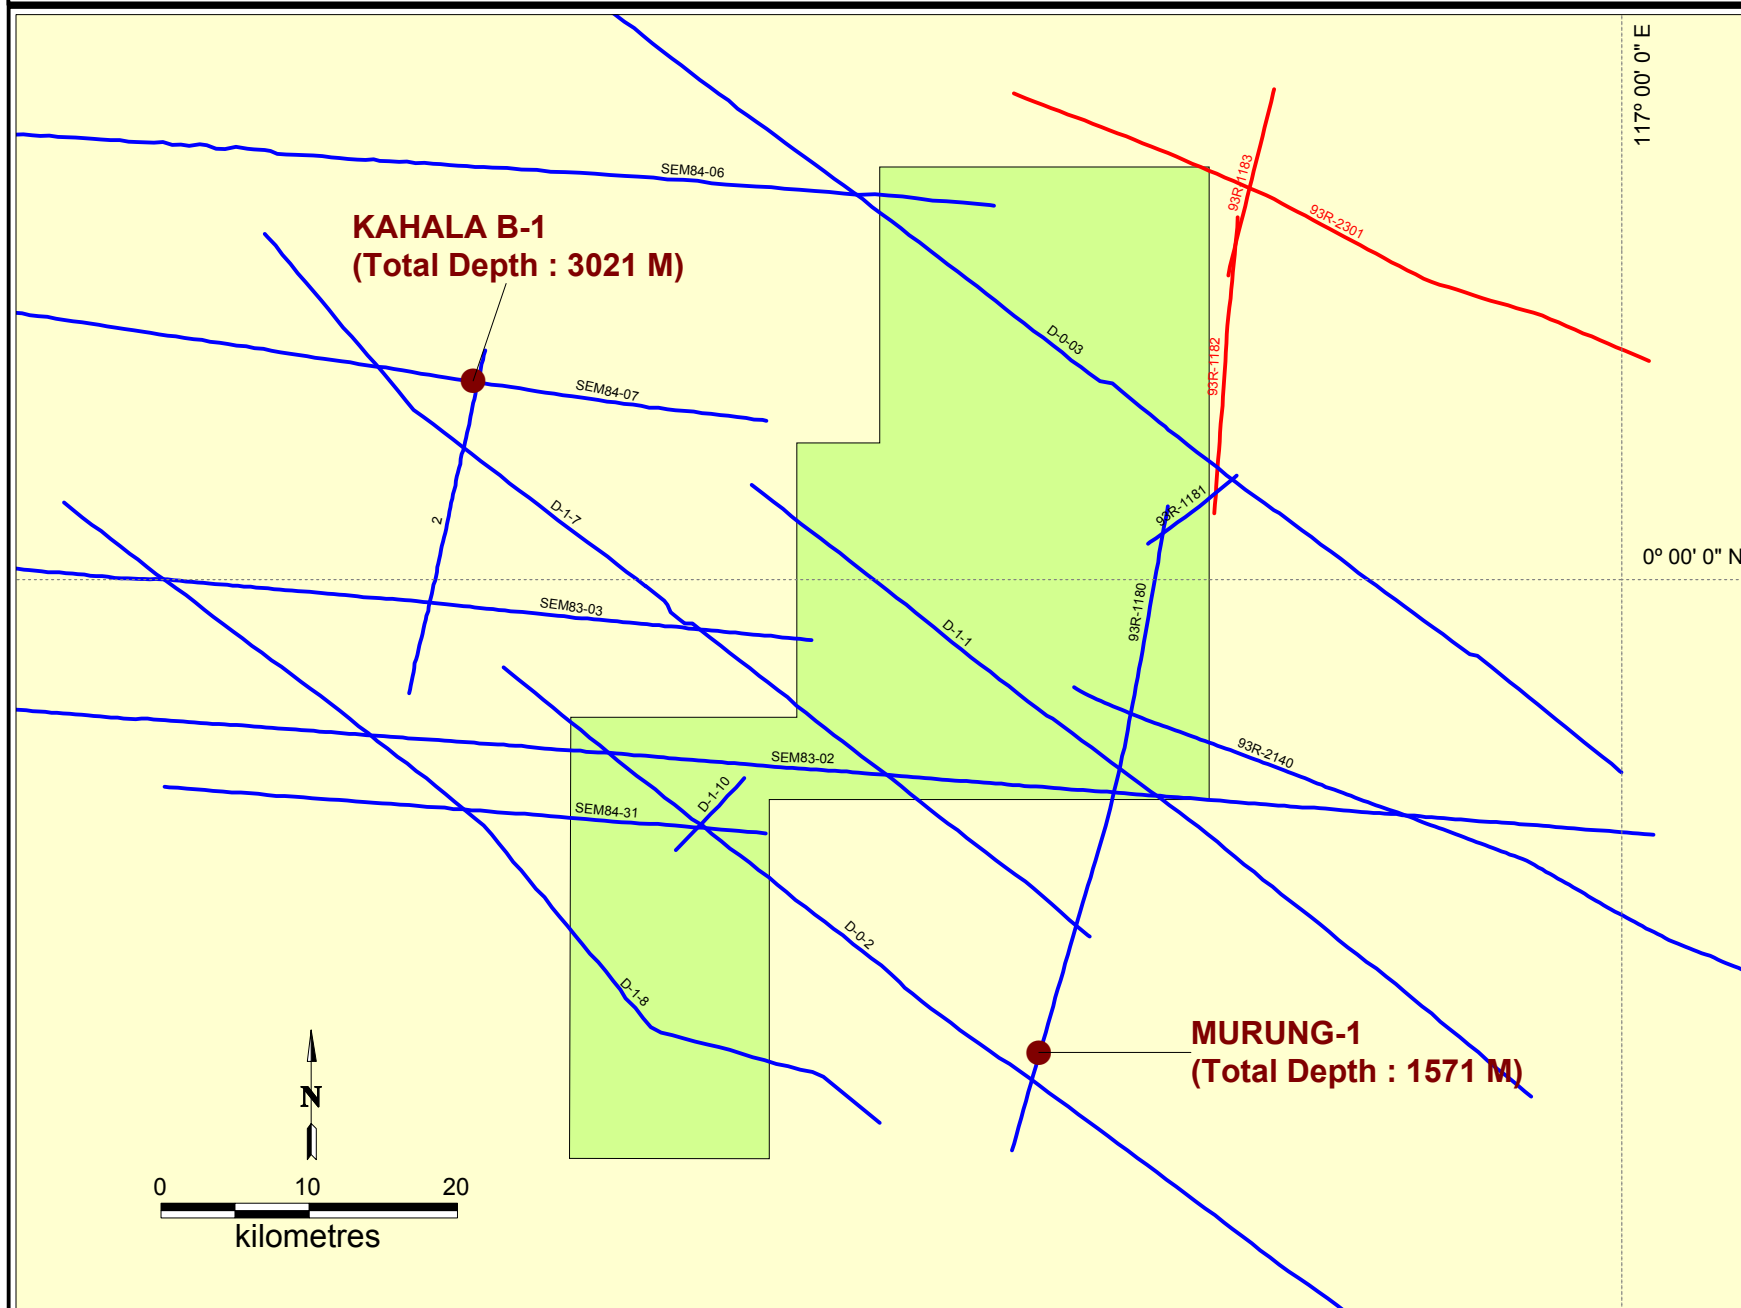 117° 00' 0" E
SEM84-06
93R-1183
93R-2301
KAHALA B-1
(Total Depth : 3021 M)
D-0-03
93R-1182
SEM84-07
2
D-1-7
93R-1181
0° 00' 0" N
SEM83-03
93R-1180
D-1-1
SEM83-02
93R-2140
D-1-10
SEM84-31
D-0-2
D-1-8
MURUNG-1
(Total Depth : 1571 M)
N
0 10 20
kilometres